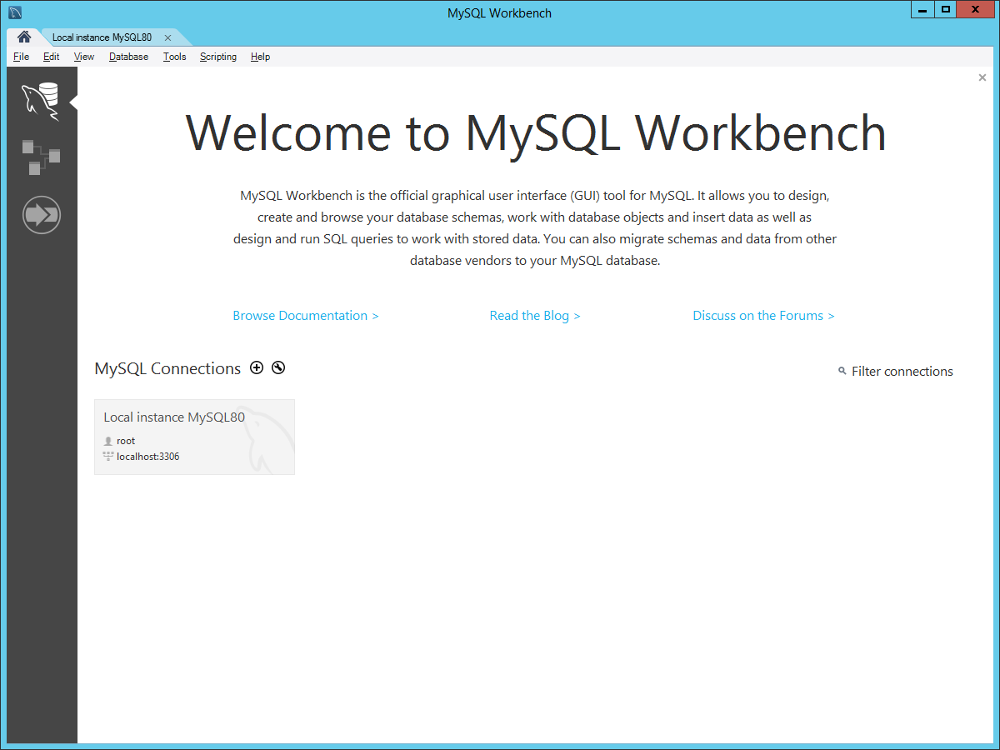 MySQL Workbench
Local instance MySQL80
File Edit View Database Tools Scripting Help
Welcome to MySQL Workbench
MySQL Workbench is the official graphical user interface (GUI) tool for MySQL. It allows you to design,
create and browse your database schemas, work with database objects and insert data as well as
design and run SQL queries to work with stored data. You can also migrate schemas and data from other
database vendors to your MySQL database.
Browse Documentation > Read the Blog > Discuss on the Forums >
MySQL Connections Filter connections
Local instance MySQL80
root
localhost:3306